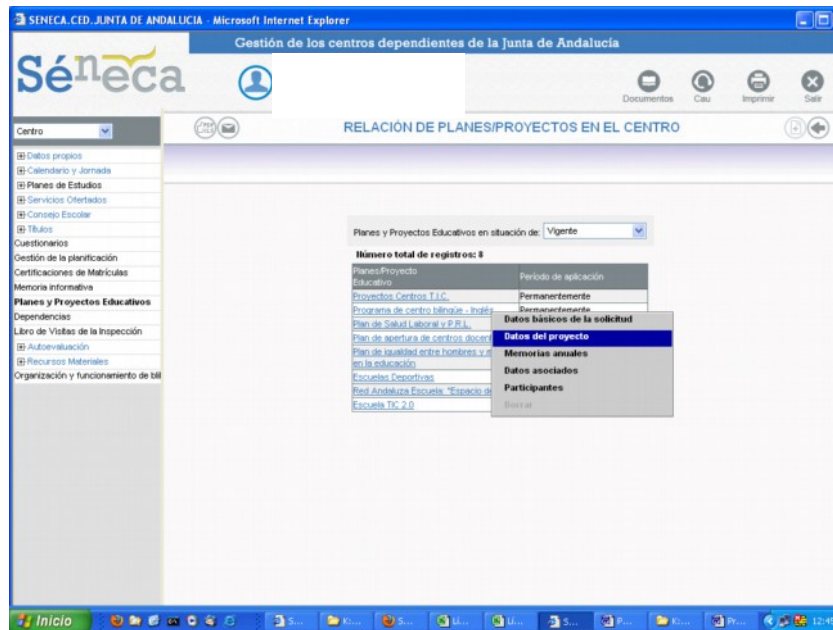 SENECA.CED.JUNTA DE ANDALUCIA - Microsoft Internet Explorer
Gestión de los centros dependientes de la Junta de Andalucía
Séneca
Documentos
Cau
Imprimir
Salir
Centro
RELACIÓN DE PLANES/PROYECTOS EN EL CENTRO
Datos propios
Calendario y Jornada
Planes de Estudios
Servicios Ofertados
Consejo Escolar
Títulos
Cuestionarios
Gestión de la planificación
Certificaciones de Matrículas
Memoria informativa
Planes y Proyectos Educativos
Dependencias
Libro de Visitas de la Inspección
Autoevaluación
Recursos Materiales
Organización y funcionamiento de bli
Planes y Proyectos Educativos en situación de: Vigente
Número total de registros: 8
Planes/Proyecto
Educativo
Período de aplicación
Proyectos Centros T.I.C. Permanentemente
Programa de centro bilingüe - Inglés Permanentemente
Plan de Salud Laboral y P.R.L.
Plan de apertura de centros docent
Plan de igualdad entre hombres y m
en la educación
Escuelas Deportivas
Red Andaluza Escuela: "Espacio de
Escuela TIC 2.0
Datos básicos de la solicitud
Datos del proyecto
Memorias anuales
Datos asociados
Participantes
Borrar
Inicio
S...
K:...
S...
Li...
Li...
S...
P...
K:...
Pr...